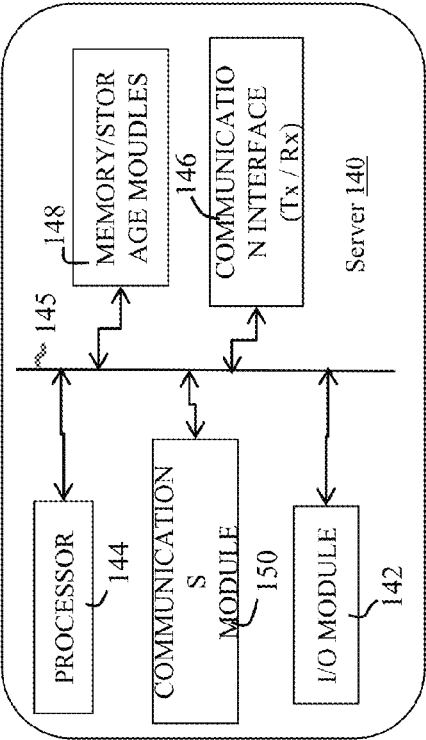 PROCESSOR
144
COMMUNICATION
S
MODULE
150
I/O MODULE
142
145
148
MEMORY/STOR
AGE MOUDLES
146
COMMUNICATIO
N INTERFACE
(Tx / Rx)
Server 140